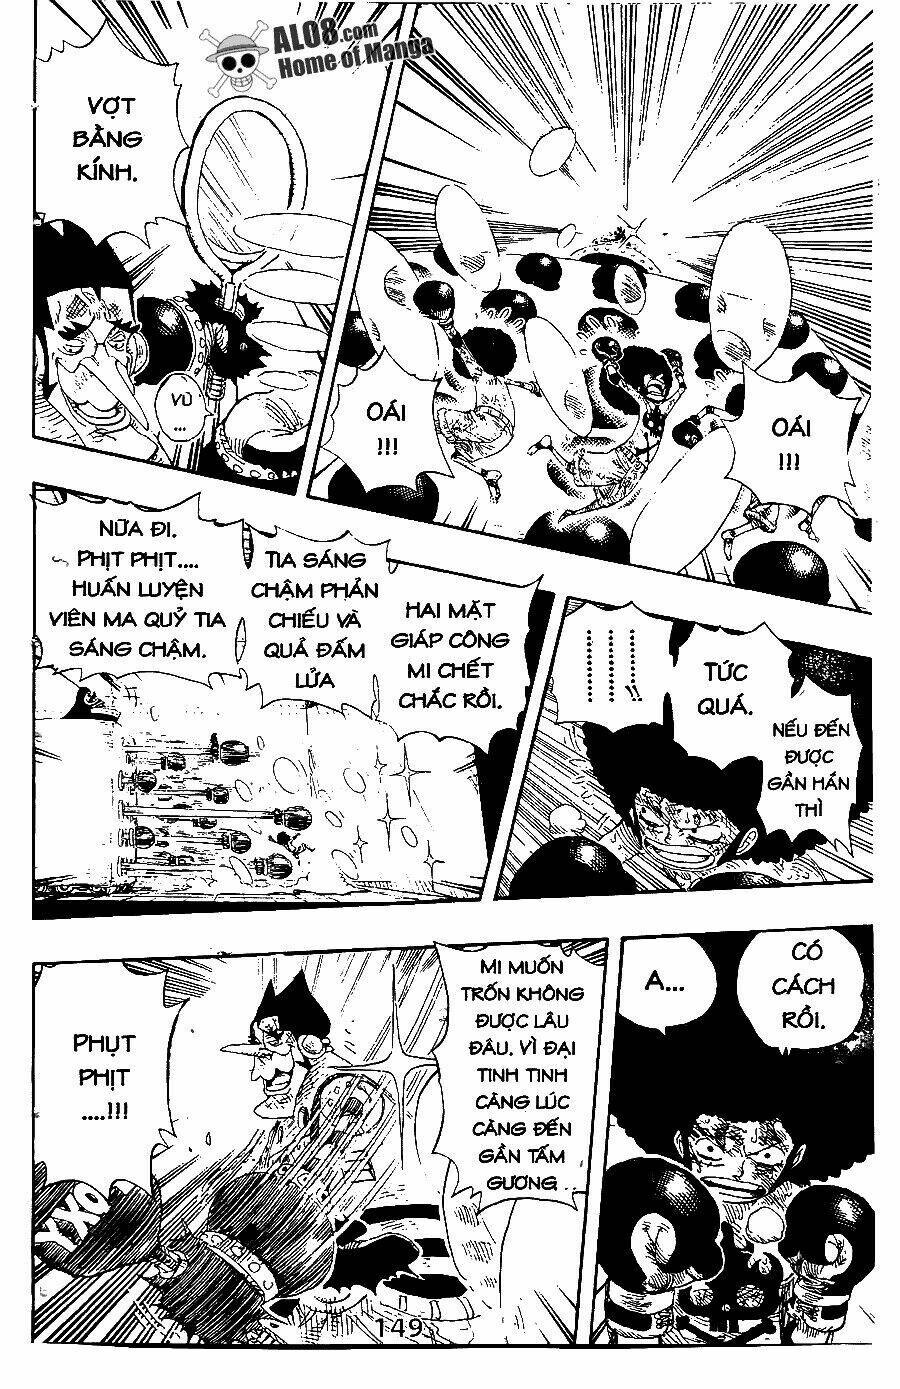 AL08.com
Home of Manga
VỢT
BẰNG
KÍNH.
VÙ
...
OÁI
!!!
OÁI
!!!
NỮA ĐI.
PHỊT PHỊT....
HUẤN LUYỆN
VIÊN MA QUỶ TIA
SÁNG CHẬM.
TIA SÁNG
CHẬM PHẢN
CHIẾU VÀ
QUẢ ĐẤM
LỬA
HAI MẶT
GIÁP CÔNG
MI CHẾT
CHẮC RỒI.
TỨC
QUÁ.
NẾU ĐẾN
ĐƯỢC
GẦN HẮN
THÌ
PHỤT
PHỊT
....!!!
MI MUỐN
TRỐN KHÔNG
ĐƯỢC LÂU
ĐÂU. VÌ ĐẠI
TINH TINH
CÀNG LÚC
CÀNG ĐẾN
GẦN TẤM
GƯƠNG ..
A...
CÓ
CÁCH
RỒI.
149